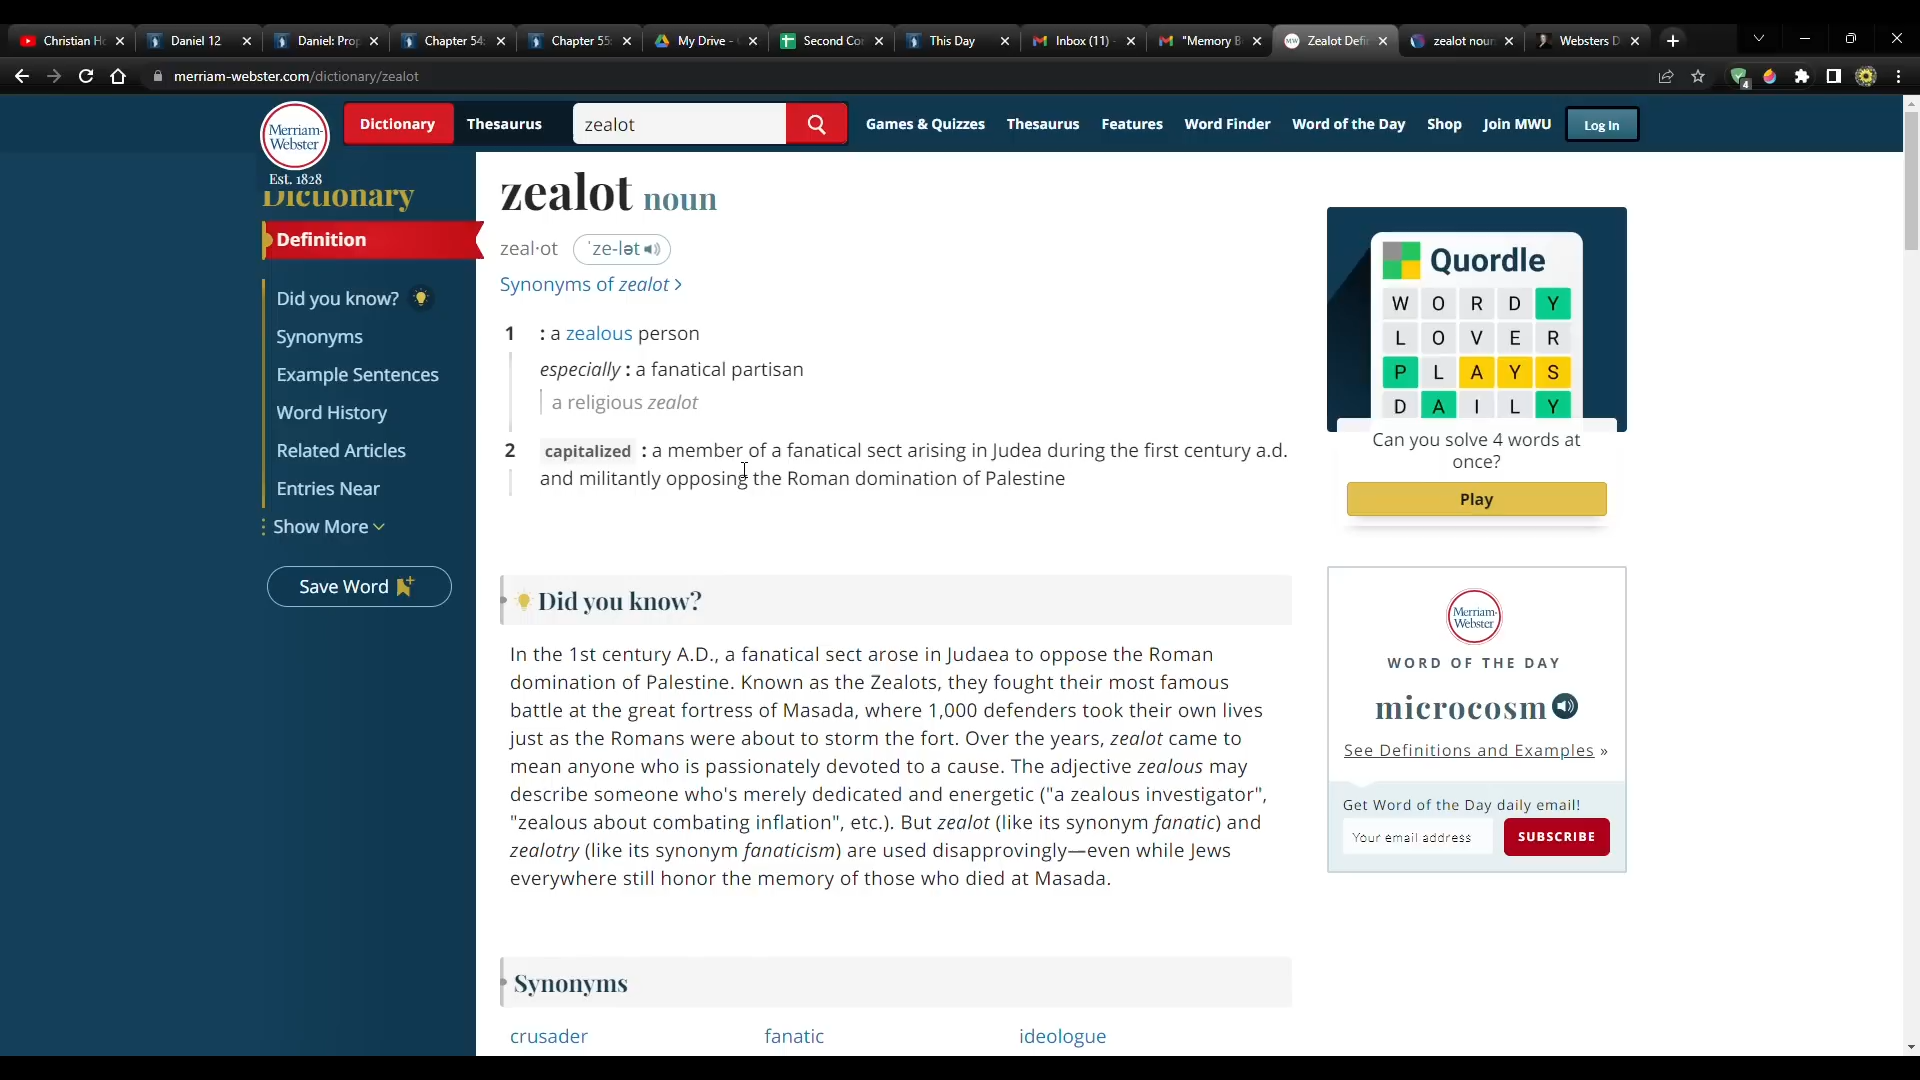 Christian H
Daniel 12
Daniel: Prop
Chapter 54:
Chapter 55:
My Drive -
Second Co
This Day
Inbox (11) -
"Memory B
Zealot Defi
zealot noun
Websters D
merriam-webster.com/dictionary/zealot
4
Merriam-
Webster
Est. 1828
Dictionary
Thesaurus
zealot
Games & Quizzes
Thesaurus
Features
Word Finder
Word of the Day
Shop
Join MWU
Log In
Dictionary
Definition
Did you know?
Synonyms
Example Sentences
Word History
Related Articles
Entries Near
Show More
Save Word
zealot noun
zeal·ot ˈze-lət
Synonyms of zealot >
1 : a zealous person
especially : a fanatical partisan
a religious zealot
2 capitalized : a member of a fanatical sect arising in Judea during the first century a.d.
and militantly opposing the Roman domination of Palestine
Did you know?
In the 1st century A.D., a fanatical sect arose in Judaea to oppose the Roman
domination of Palestine. Known as the Zealots, they fought their most famous
battle at the great fortress of Masada, where 1,000 defenders took their own lives
just as the Romans were about to storm the fort. Over the years, zealot came to
mean anyone who is passionately devoted to a cause. The adjective zealous may
describe someone who's merely dedicated and energetic ("a zealous investigator",
"zealous about combating inflation", etc.). But zealot (like its synonym fanatic) and
zealotry (like its synonym fanaticism) are used disapprovingly—even while Jews
everywhere still honor the memory of those who died at Masada.
Synonyms
crusader
fanatic
ideologue
Quordle
W O R D Y
L O V E R
P L A Y S
D A I L Y
Can you solve 4 words at
once?
Play
Merriam-
Webster
WORD OF THE DAY
microcosm
See Definitions and Examples »
Get Word of the Day daily email!
Your email address
SUBSCRIBE